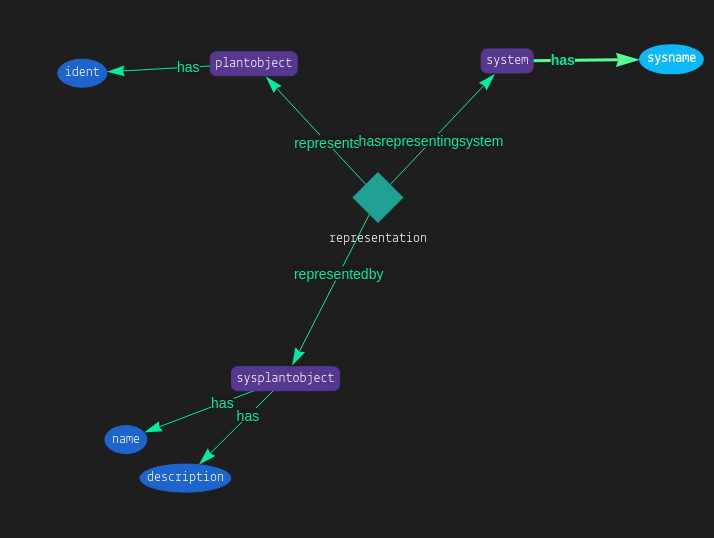 ident
has
plantobject
system
has
sysname
represents
hasrepresentingsystem
representation
representedby
sysplantobject
has
has
name
description